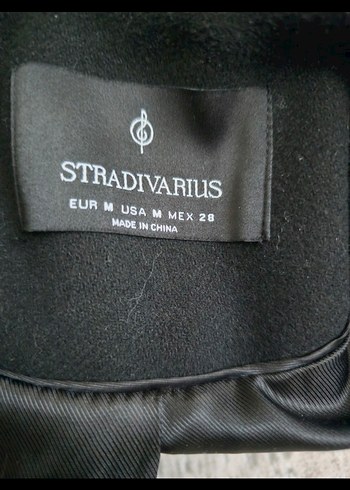 STRADIVARIUS
EUR M USA M MEX 28
MADE IN CHINA